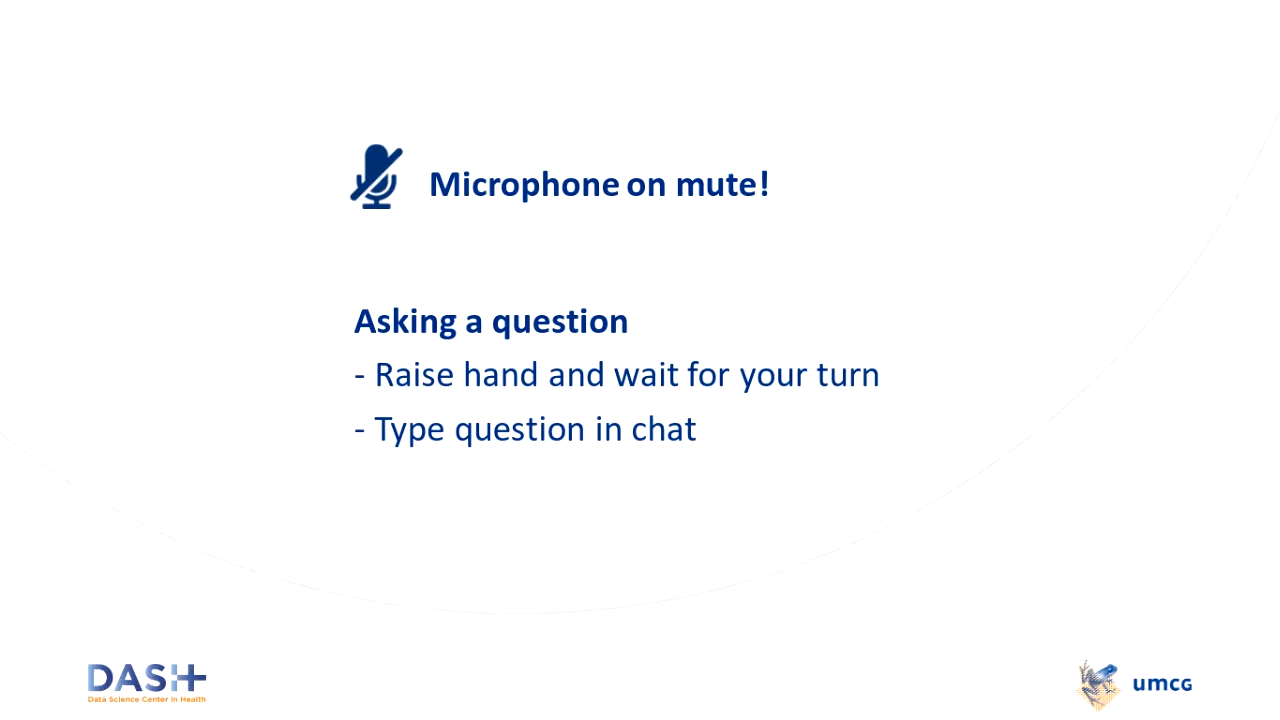 Microphone on mute!
Asking a question
- Raise hand and wait for your turn
- Type question in chat
DASH
Data Science Center in Health
umcg